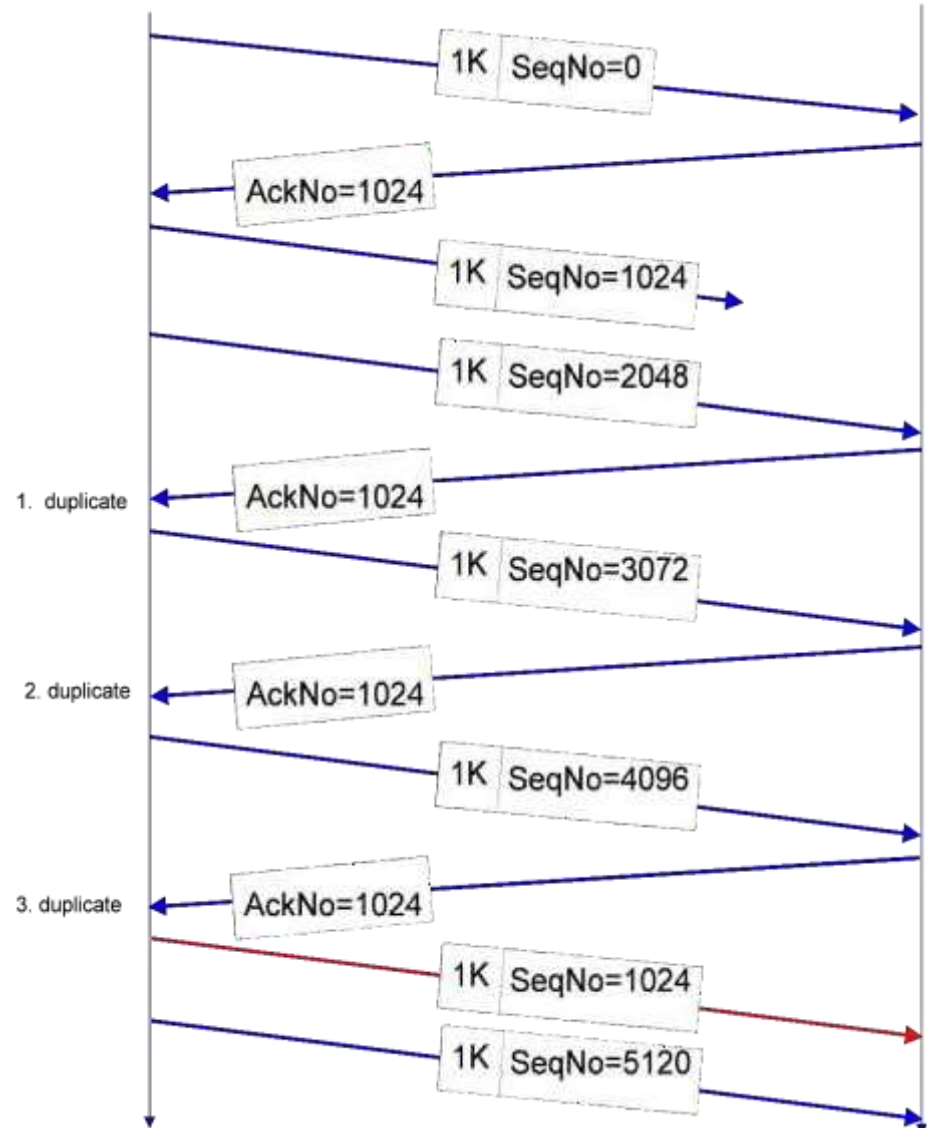 1K SeqNo=0
AckNo=1024
1K SeqNo=1024
1K SeqNo=2048
AckNo=1024
1. duplicate
1K SeqNo=3072
AckNo=1024
2. duplicate
1K SeqNo=4096
AckNo=1024
3. duplicate
1K SeqNo=1024
1K SeqNo=5120